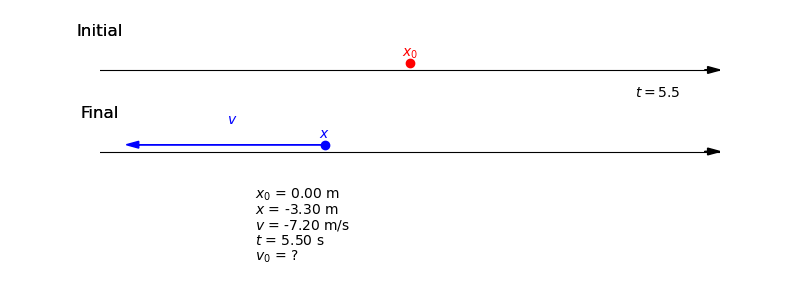 Initial
x₀
t = 5.5
Final
v
x
x₀ = 0.00 m
x = -3.30 m
v = -7.20 m/s
t = 5.50 s
v₀ = ?